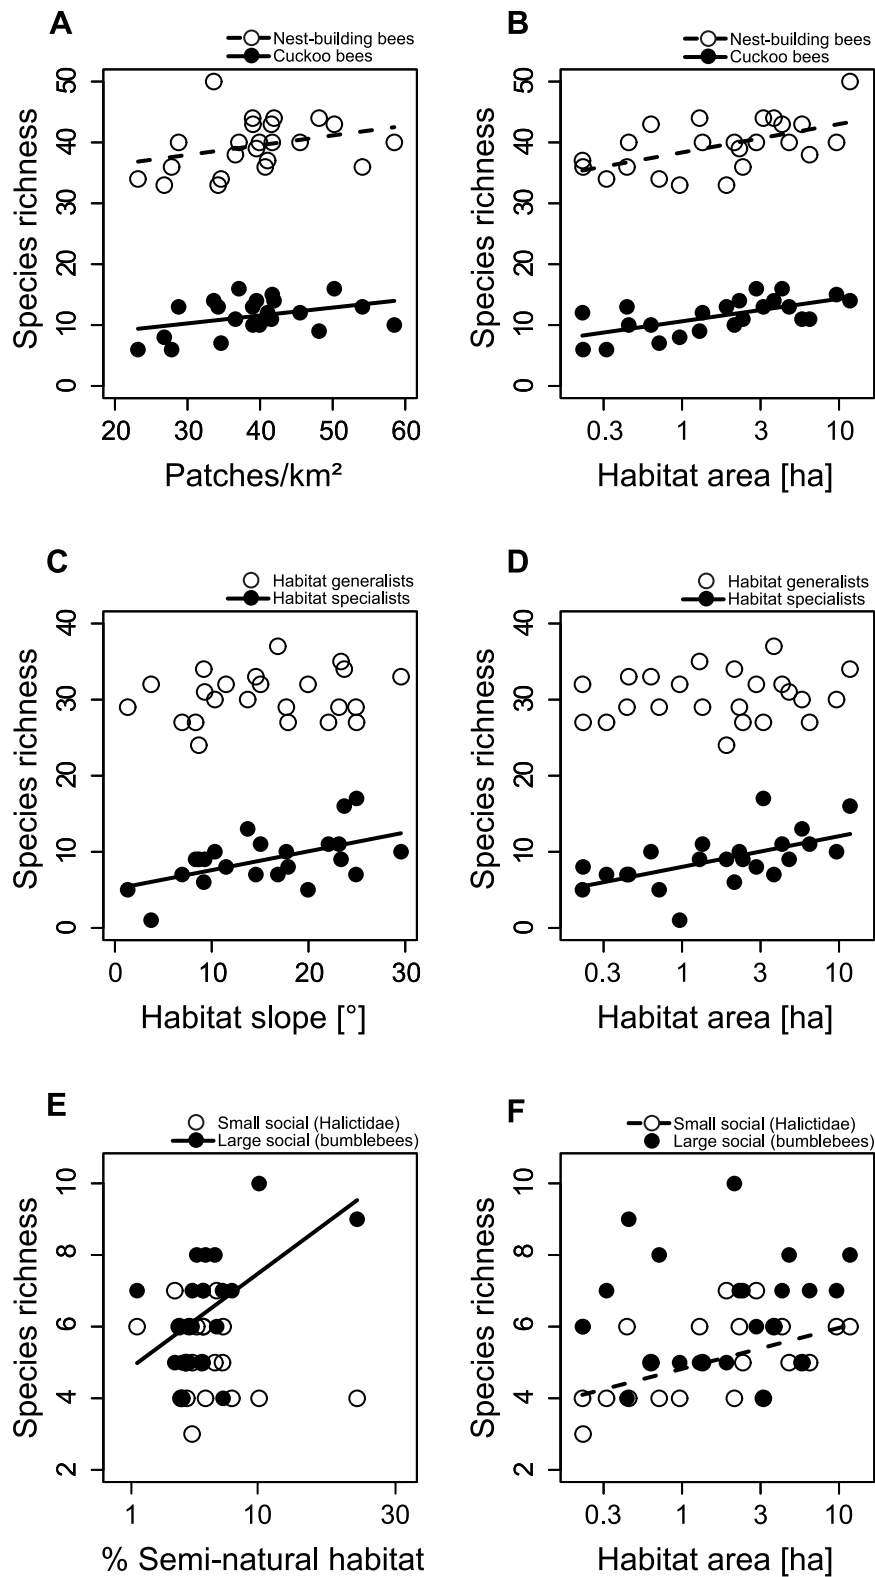 A
Nest-building bees
Cuckoo bees
Species richness
0 10 20 30 40 50
20 30 40 50 60
Patches/km²
B
Nest-building bees
Cuckoo bees
Species richness
0 10 20 30 40 50
0.3 1 3 10
Habitat area [ha]
C
Habitat generalists
Habitat specialists
Species richness
0 10 20 30 40
0 10 20 30
Habitat slope [°]
D
Habitat generalists
Habitat specialists
Species richness
0 10 20 30 40
0.3 1 3 10
Habitat area [ha]
E
Small social (Halictidae)
Large social (bumblebees)
Species richness
2 4 6 8 10
1 10 30
% Semi-natural habitat
F
Small social (Halictidae)
Large social (bumblebees)
Species richness
2 4 6 8 10
0.3 1 3 10
Habitat area [ha]